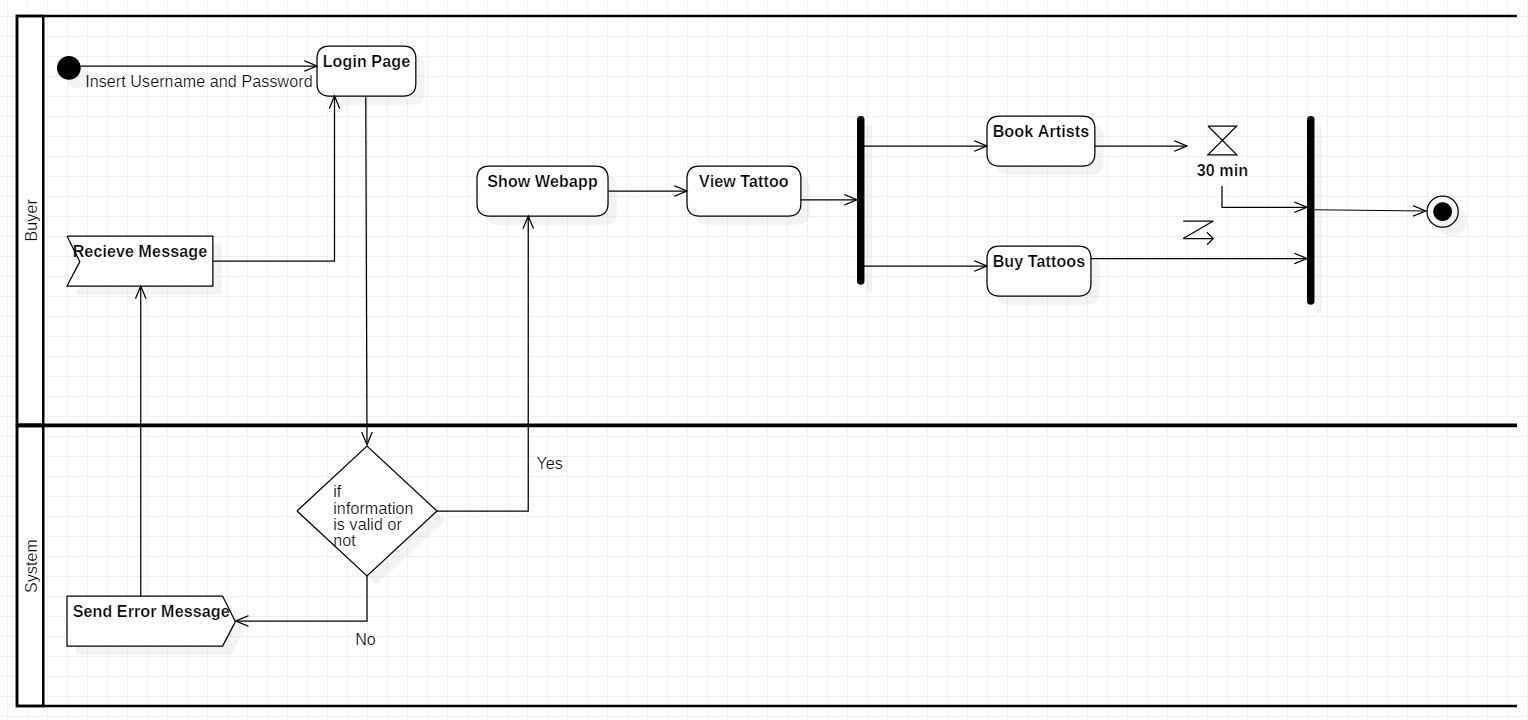 Login Page
Insert Username and Password
Book Artists
30 min
Show Webapp
View Tattoo
Buyer
Recieve Message
Buy Tattoos
Yes
if
information
is valid or
not
System
Send Error Message
No